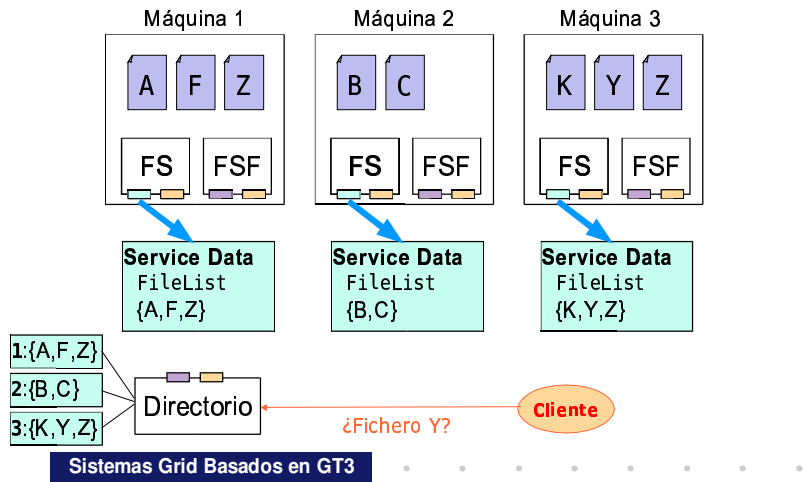 Máquina 1
Máquina 2
Máquina 3
A F Z
B C
K Y Z
FS FSF
FS FSF
FS FSF
Service Data
FileList
{A,F,Z}
Service Data
FileList
{B,C}
Service Data
FileList
{K,Y,Z}
1:{A,F,Z}
2:{B,C}
3:{K,Y,Z}
Directorio
¿Fichero Y?
Cliente
Sistemas Grid Basados en GT3